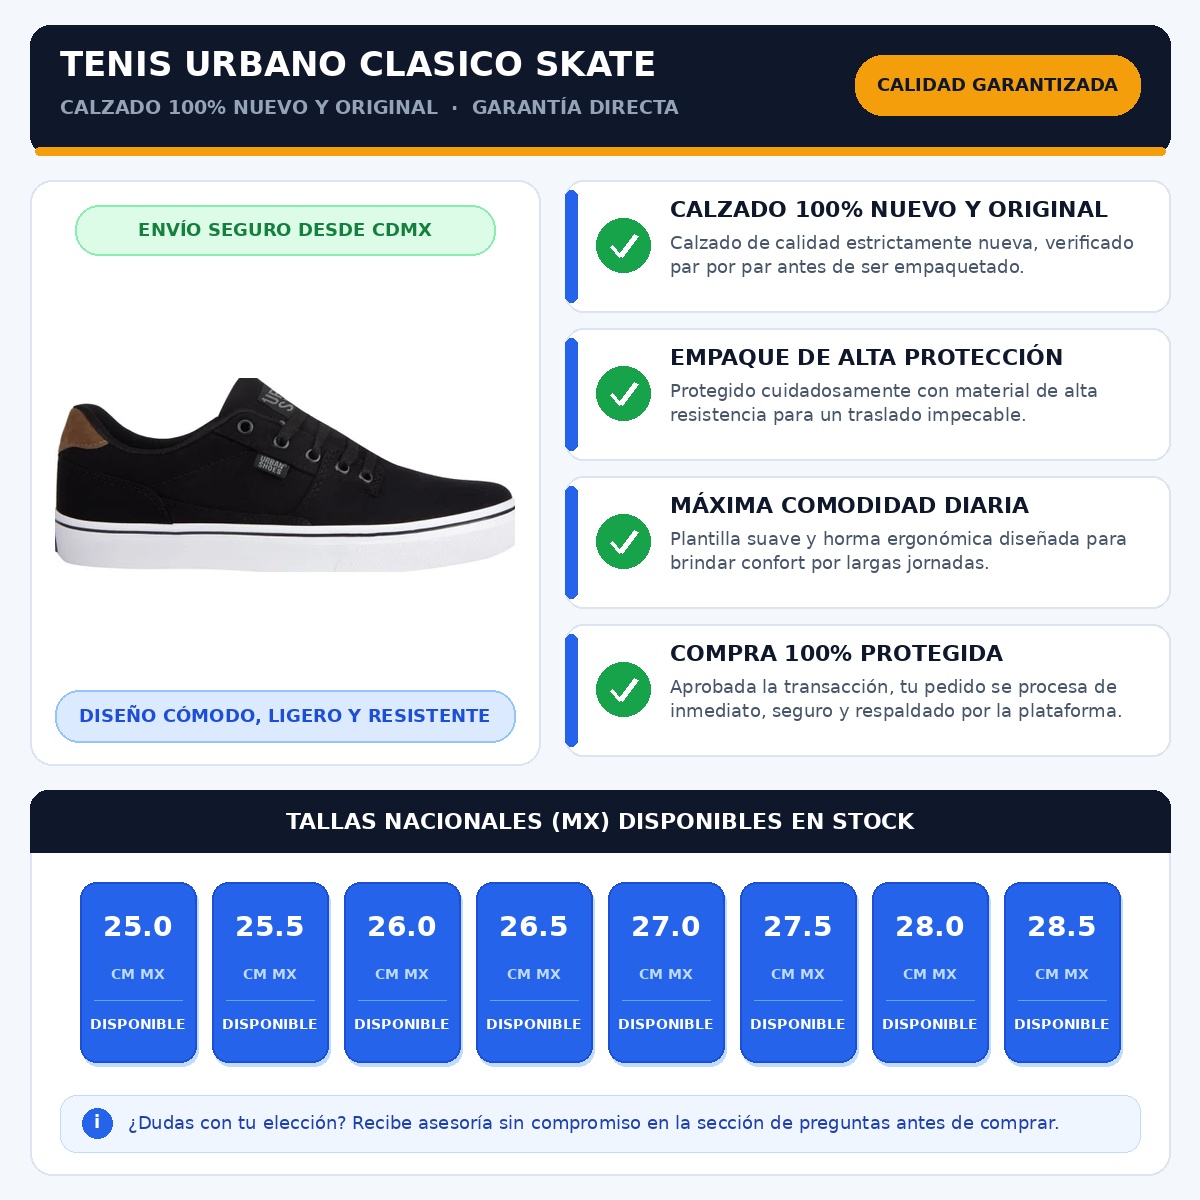 TENIS URBANO CLASICO SKATE
CALZADO 100% NUEVO Y ORIGINAL · GARANTÍA DIRECTA
CALIDAD GARANTIZADA
ENVÍO SEGURO DESDE CDMX
URBAN
SHOES
DISEÑO CÓMODO, LIGERO Y RESISTENTE
CALZADO 100% NUEVO Y ORIGINAL
Calzado de calidad estrictamente nueva, verificado
par por par antes de ser empaquetado.
EMPAQUE DE ALTA PROTECCIÓN
Protegido cuidadosamente con material de alta
resistencia para un traslado impecable.
MÁXIMA COMODIDAD DIARIA
Plantilla suave y horma ergonómica diseñada para
brindar confort por largas jornadas.
COMPRA 100% PROTEGIDA
Aprobada la transacción, tu pedido se procesa de
inmediato, seguro y respaldado por la plataforma.
TALLAS NACIONALES (MX) DISPONIBLES EN STOCK
25.0 25.5 26.0 26.5 27.0 27.5 28.0 28.5
CM MX CM MX CM MX CM MX CM MX CM MX CM MX CM MX
DISPONIBLE DISPONIBLE DISPONIBLE DISPONIBLE DISPONIBLE DISPONIBLE DISPONIBLE DISPONIBLE
i ¿Dudas con tu elección? Recibe asesoría sin compromiso en la sección de preguntas antes de comprar.